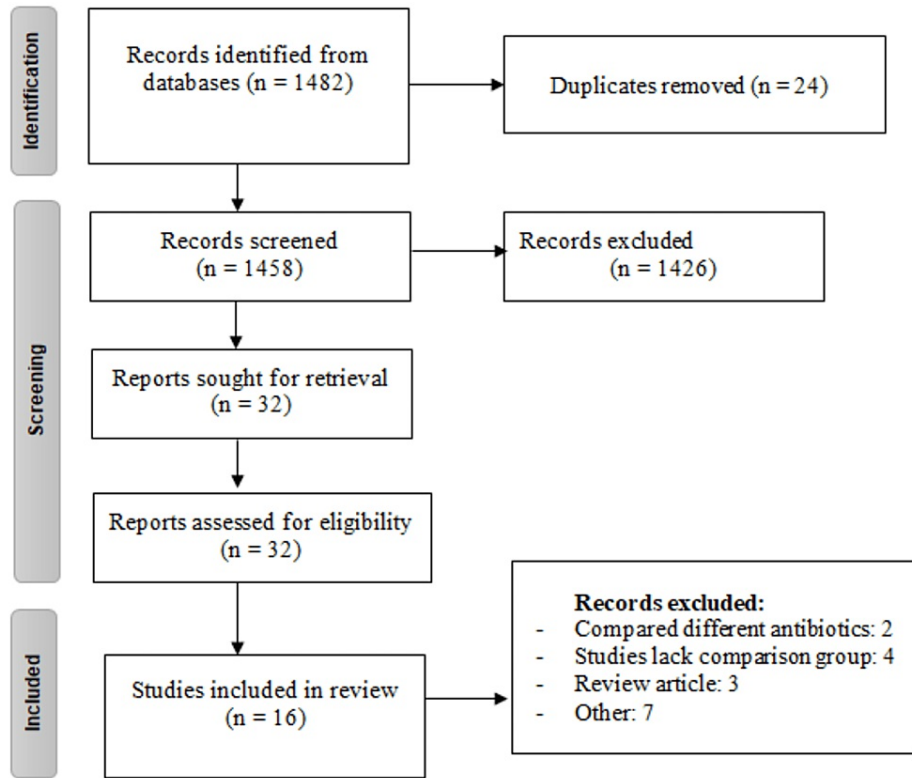 Identification
Records identified from
databases (n = 1482)
Duplicates removed (n = 24)
Screening
Records screened
(n = 1458)
Records excluded
(n = 1426)
Reports sought for retrieval
(n = 32)
Reports assessed for eligibility
(n = 32)
Included
Studies included in review
(n = 16)
Records excluded:
- Compared different antibiotics: 2
- Studies lack comparison group: 4
- Review article: 3
- Other: 7